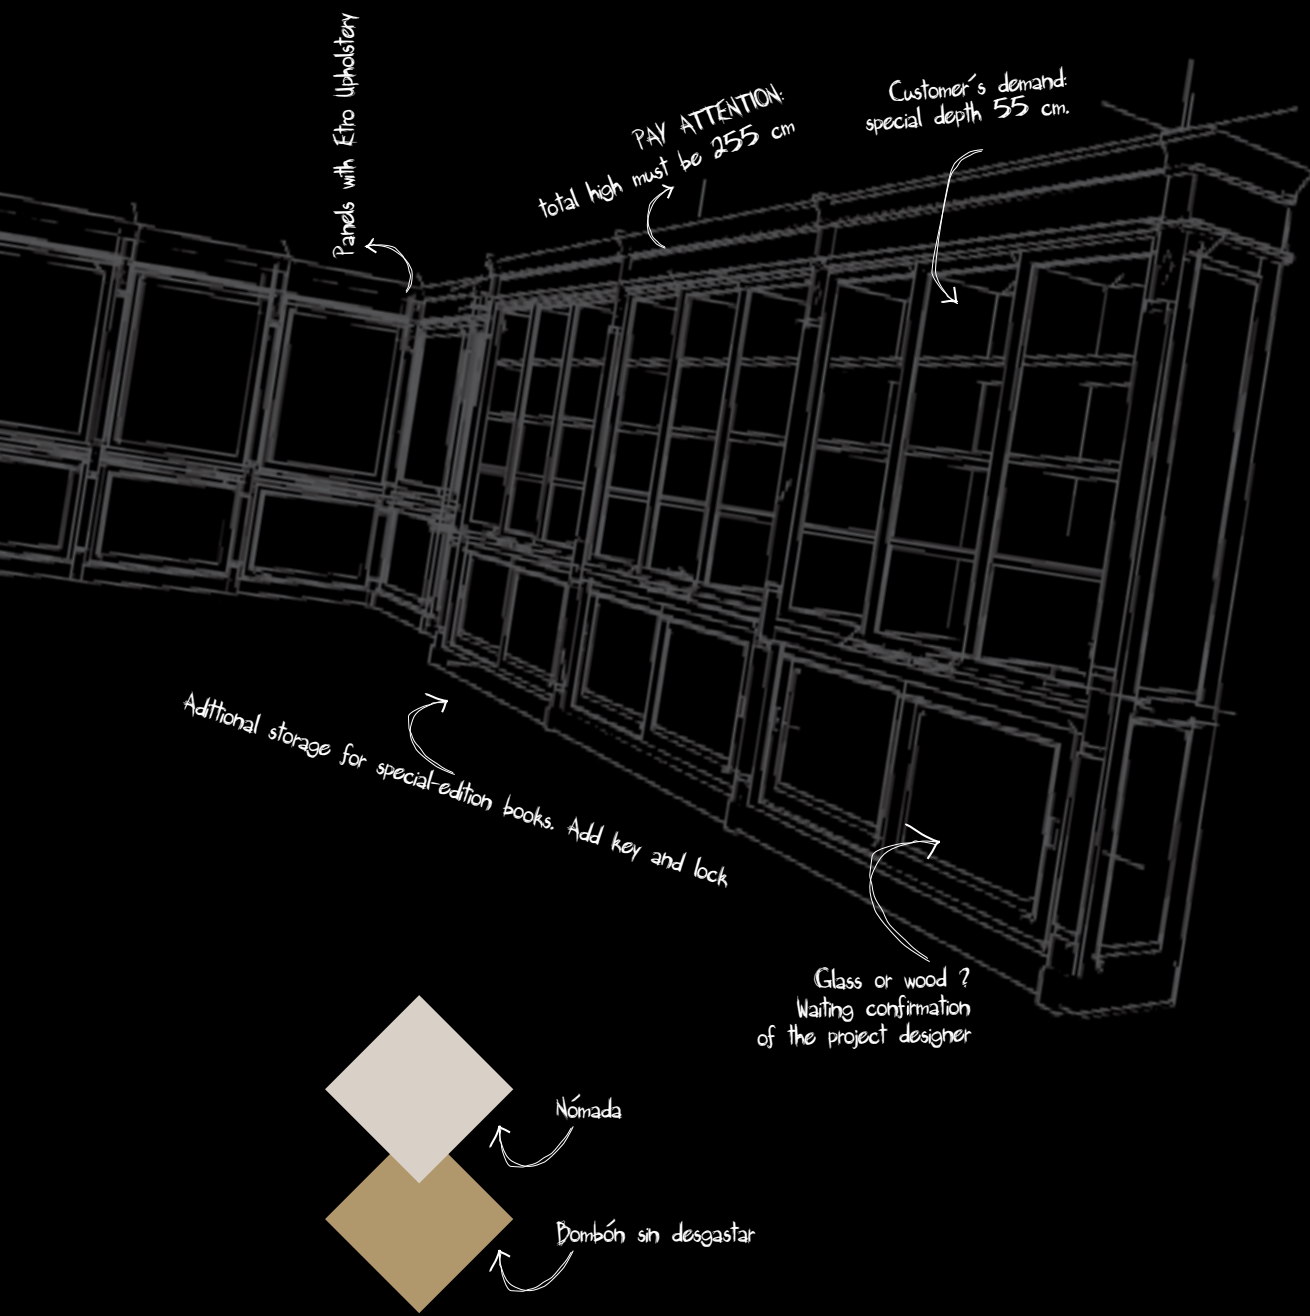 Panels with Etro Upholstery
PAY ATTENTION:
total high must be 255 cm
Customer´s demand:
special depth 55 cm.
Adittional storage for special-edition books. Add key and lock
Glass or wood ?
Waiting confirmation
of the project designer
Nómada
Bombón sin desgastar